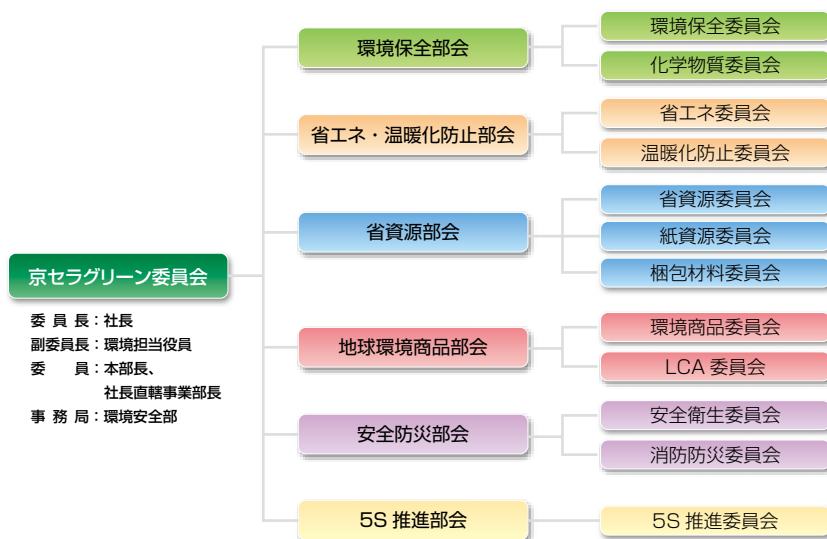 京セラグリーン委員会
委員長：社長
副委員長：環境担当役員
委員：本部長、
社長直轄事業部長
事務局：環境安全部
環境保全部会
環境保全委員会
化学物質委員会
省エネ・温暖化防止部会
省エネ委員会
温暖化防止委員会
省資源部会
省資源委員会
紙資源委員会
梱包材料委員会
地球環境商品部会
環境商品委員会
LCA 委員会
安全防災部会
安全衛生委員会
消防防災委員会
5S 推進部会
5S 推進委員会